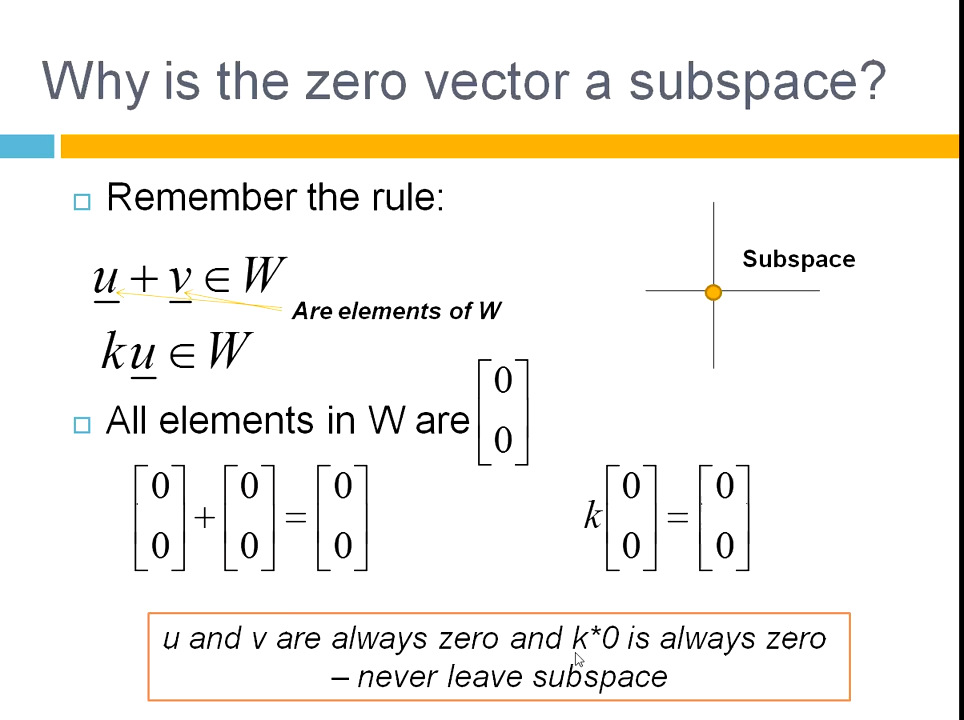 Why is the zero vector a subspace?
Remember the rule:
u + v ∈ W
Are elements of W
k u ∈ W
Subspace
All elements in W are [0 0]
[0 0] + [0 0] = [0 0]
k [0 0] = [0 0]
u and v are always zero and k*0 is always zero
– never leave subspace